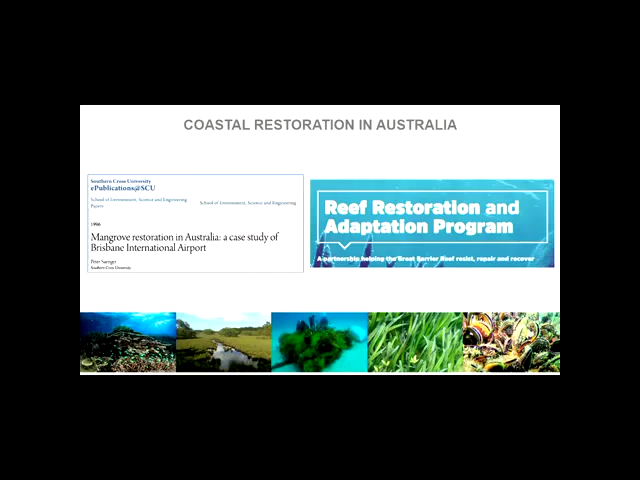 COASTAL RESTORATION IN AUSTRALIA
Southern Cross University
ePublications@SCU
School of Environment, Science and Engineering
Papers
School of Environment, Science and Engineering
1996
Mangrove restoration in Australia: a case study of
Brisbane International Airport
Peter Saenger
Southern Cross University
Reef Restoration and
Adaptation Program
A partnership helping the Great Barrier Reef resist, repair and recover